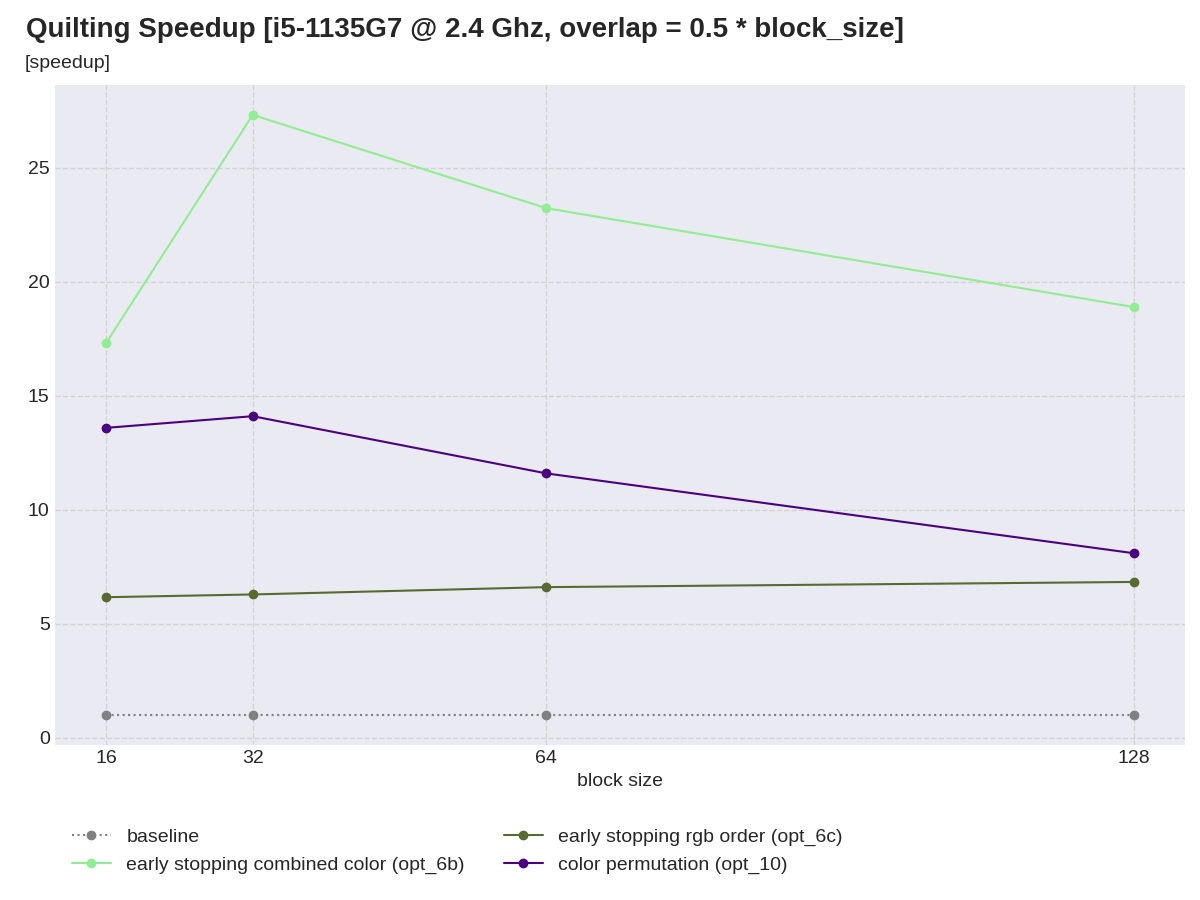 Quilting Speedup [i5-1135G7 @ 2.4 Ghz, overlap = 0.5 * block_size]
[speedup]
25
20
15
10
5
0
16 32 64 128
block size
baseline early stopping rgb order (opt_6c)
early stopping combined color (opt_6b) color permutation (opt_10)